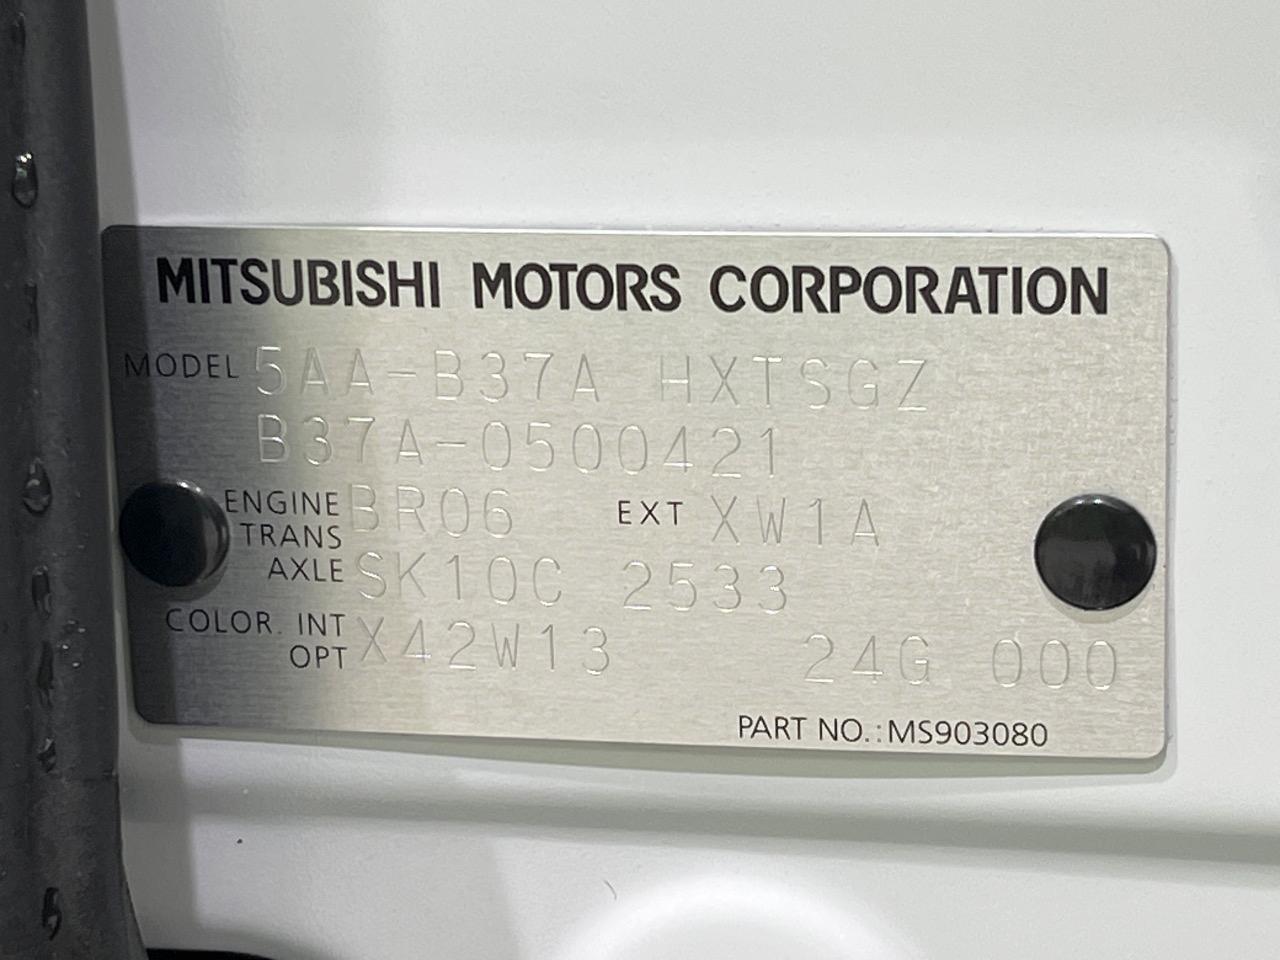 MITSUBISHI MOTORS CORPORATION
MODEL 5AA-B37A HXTSGZ
B37A-0500421
ENGINE BR06 EXT XW1A
TRANS
AXLE SK10C 2533
COLOR. INT X42W13 24G 000
OPT
PART NO.:MS903080